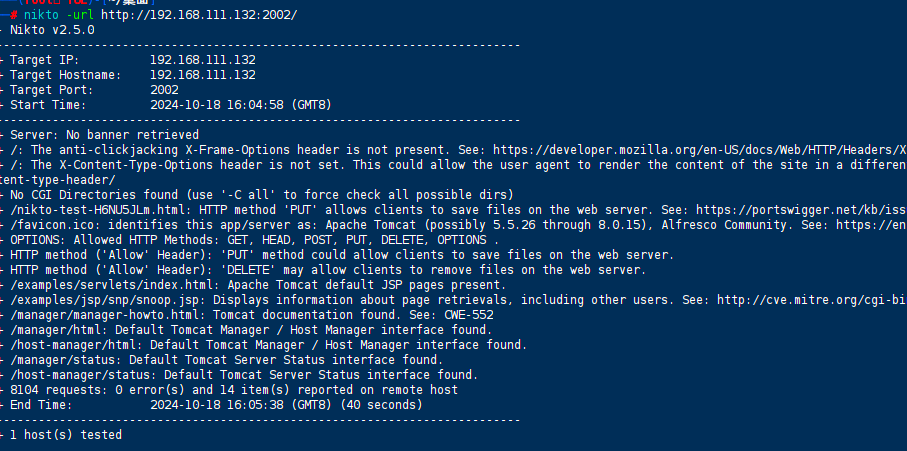 -(root㉿ YGL)-[~/桌面]
# nikto -url http://192.168.111.132:2002/
- Nikto v2.5.0
---------------------------------------------------------------------------
+ Target IP: 192.168.111.132
+ Target Hostname: 192.168.111.132
+ Target Port: 2002
+ Start Time: 2024-10-18 16:04:58 (GMT8)
---------------------------------------------------------------------------
+ Server: No banner retrieved
+ /: The anti-clickjacking X-Frame-Options header is not present. See: https://developer.mozilla.org/en-US/docs/Web/HTTP/Headers/X
+ /: The X-Content-Type-Options header is not set. This could allow the user agent to render the content of the site in a differen
tent-type-header/
+ No CGI Directories found (use '-C all' to force check all possible dirs)
+ /nikto-test-H6NU5JLm.html: HTTP method 'PUT' allows clients to save files on the web server. See: https://portswigger.net/kb/iss
+ /favicon.ico: identifies this app/server as: Apache Tomcat (possibly 5.5.26 through 8.0.15), Alfresco Community. See: https://en
+ OPTIONS: Allowed HTTP Methods: GET, HEAD, POST, PUT, DELETE, OPTIONS .
+ HTTP method ('Allow' Header): 'PUT' method could allow clients to save files on the web server.
+ HTTP method ('Allow' Header): 'DELETE' may allow clients to remove files on the web server.
+ /examples/servlets/index.html: Apache Tomcat default JSP pages present.
+ /examples/jsp/snp/snoop.jsp: Displays information about page retrievals, including other users. See: http://cve.mitre.org/cgi-bi
+ /manager/manager-howto.html: Tomcat documentation found. See: CWE-552
+ /manager/html: Default Tomcat Manager / Host Manager interface found.
+ /host-manager/html: Default Tomcat Manager / Host Manager interface found.
+ /manager/status: Default Tomcat Server Status interface found.
+ /host-manager/status: Default Tomcat Server Status interface found.
+ 8104 requests: 0 error(s) and 14 item(s) reported on remote host
+ End Time: 2024-10-18 16:05:38 (GMT8) (40 seconds)
---------------------------------------------------------------------------
+ 1 host(s) tested